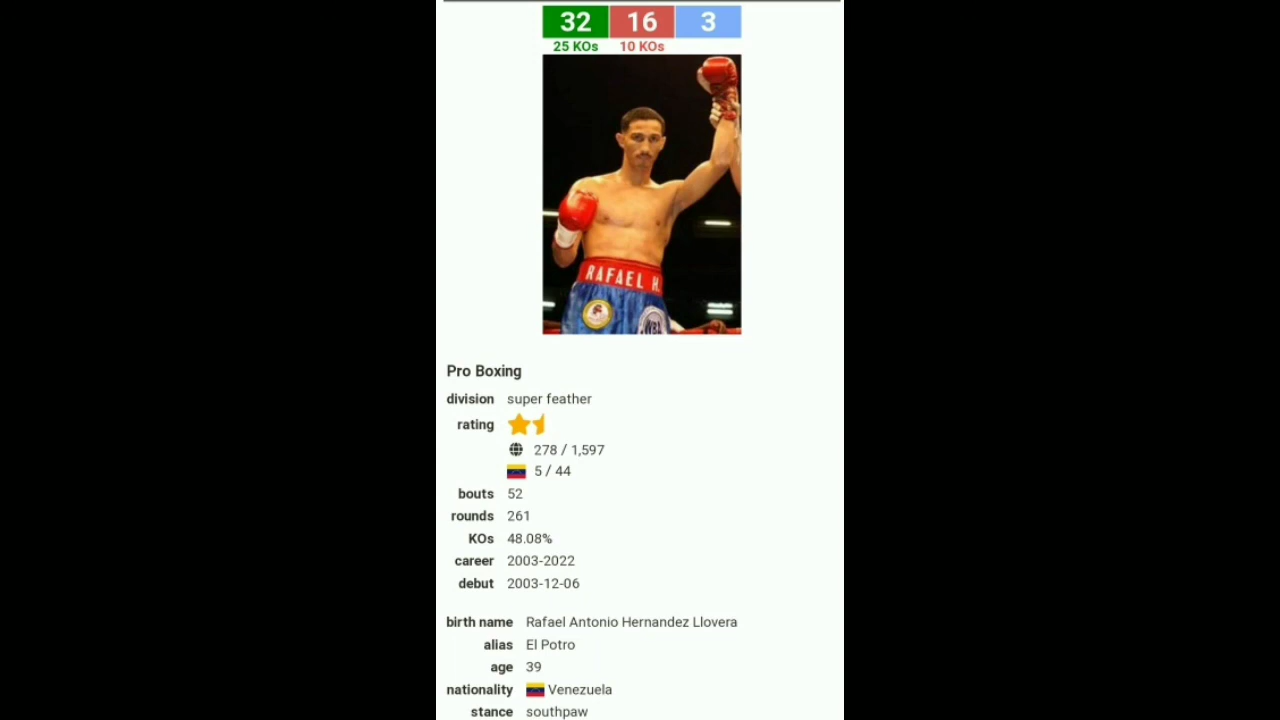 32 16 3
25 KOs 10 KOs
RAFAEL H.
WBA
Pro Boxing
division super feather
rating
278 / 1,597
5 / 44
bouts 52
rounds 261
KOs 48.08%
career 2003-2022
debut 2003-12-06
birth name Rafael Antonio Hernandez Llovera
alias El Potro
age 39
nationality Venezuela
stance southpaw